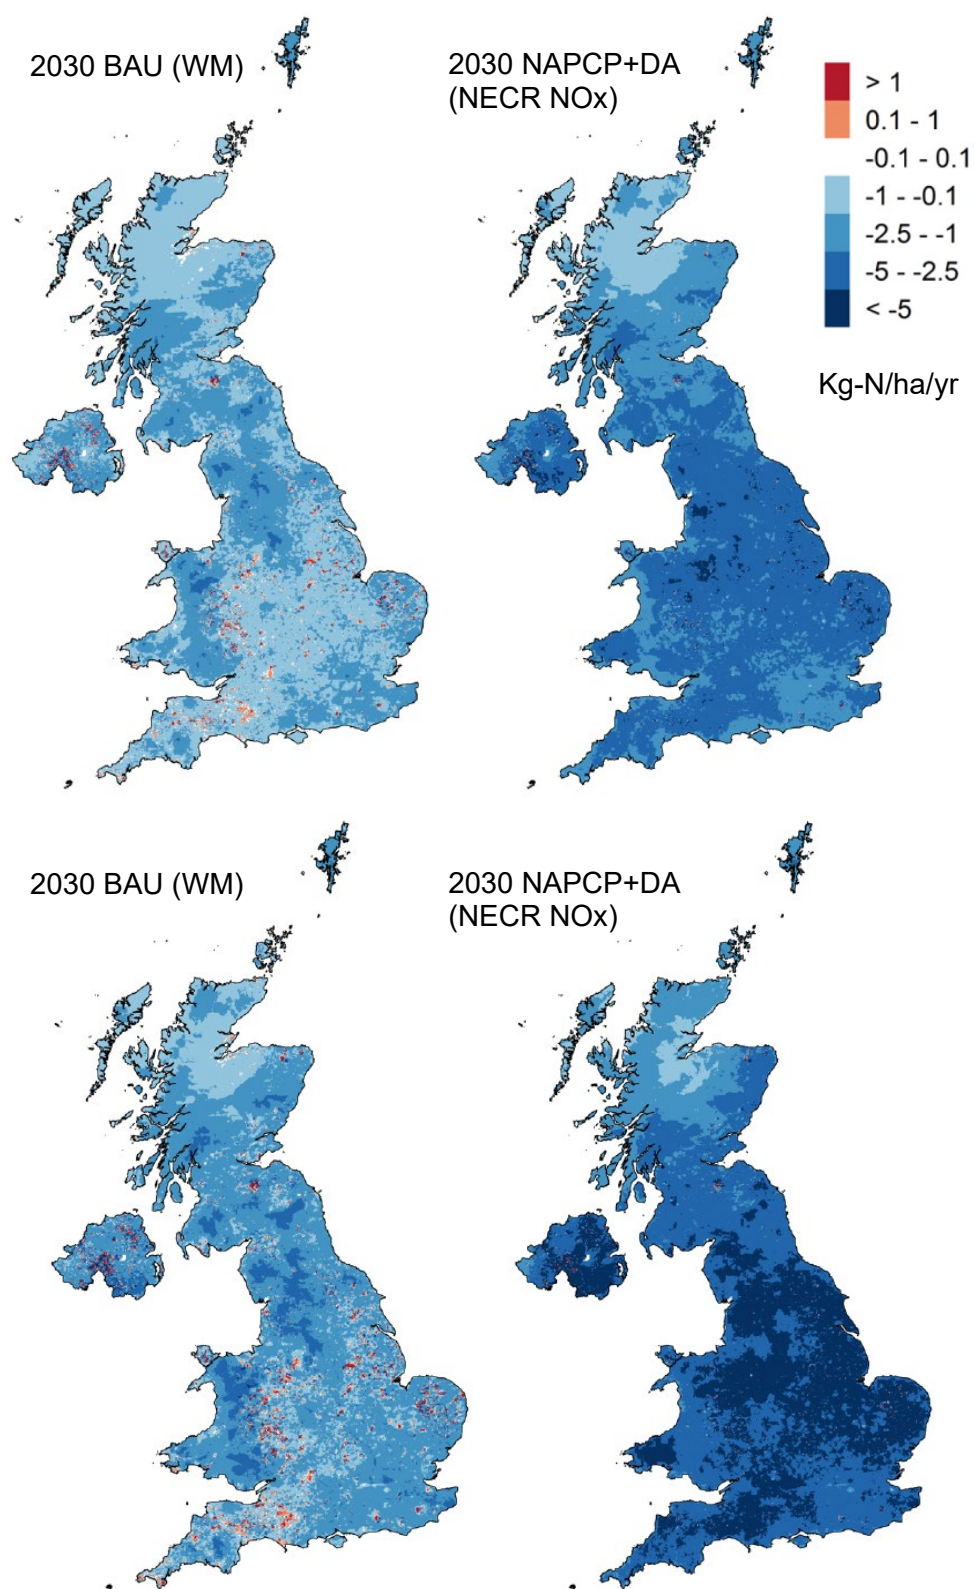 2030 BAU (WM)
2030 NAPCP+DA
(NECR NOx)
> 1
0.1 - 1
-0.1 - 0.1
-1 - -0.1
-2.5 - -1
-5 - -2.5
< -5
Kg-N/ha/yr
2030 BAU (WM)
2030 NAPCP+DA
(NECR NOx)